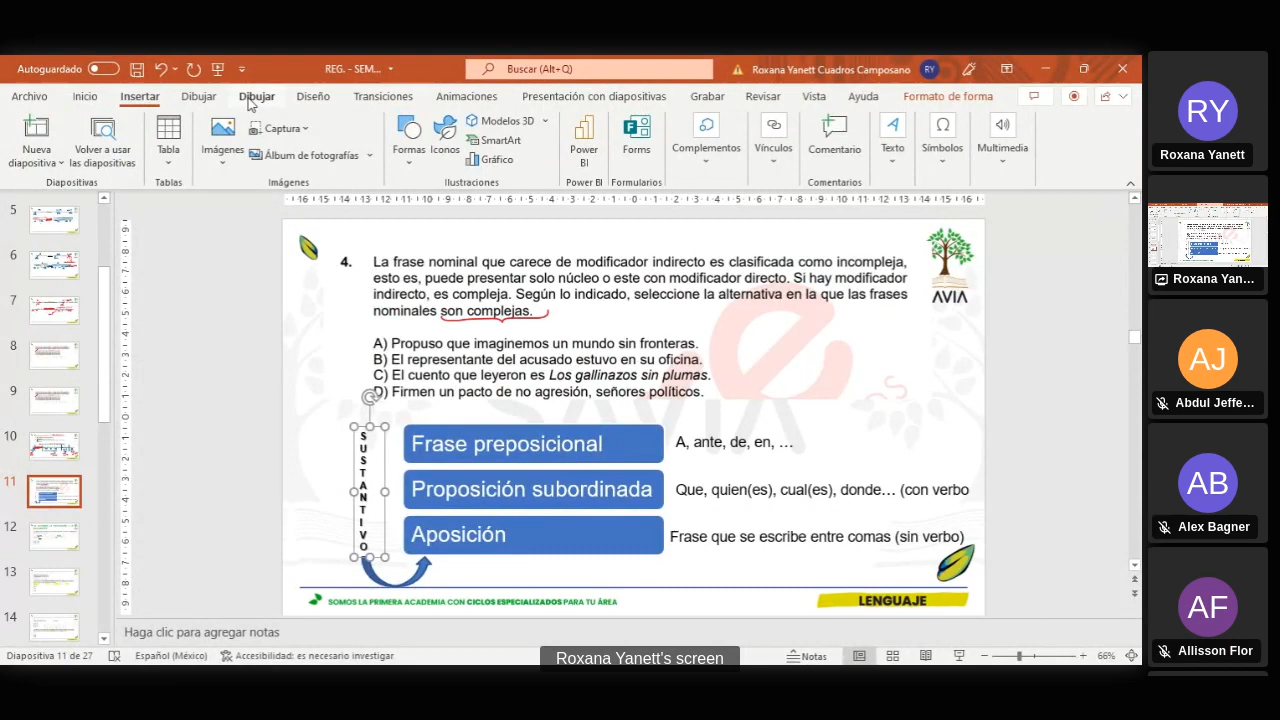 Autoguardado
REG. - SEM...
Buscar (Alt+Q)
Roxana Yanett Cuadros Camposano
RY
Archivo
Inicio
Insertar
Dibujar
Dibujar
Diseño
Transiciones
Animaciones
Presentación con diapositivas
Grabar
Revisar
Vista
Ayuda
Formato de forma
Nueva diapositiva
Volver a usar las diapositivas
Tabla
Imágenes
Captura
Álbum de fotografías
Formas
Iconos
Modelos 3D
SmartArt
Gráfico
Power BI
Forms
Complementos
Vínculos
Comentario
Texto
Símbolos
Multimedia
Diapositivas
Tablas
Imágenes
Ilustraciones
Power BI
Formularios
Comentarios
5
6
7
8
9
10
11
12
13
14
4. La frase nominal que carece de modificador indirecto es clasificada como incompleja,
esto es, puede presentar solo núcleo o este con modificador directo. Si hay modificador
indirecto, es compleja. Según lo indicado, seleccione la alternativa en la que las frases
nominales son complejas.
A) Propuso que imaginemos un mundo sin fronteras.
B) El representante del acusado estuvo en su oficina.
C) El cuento que leyeron es Los gallinazos sin plumas.
D) Firmen un pacto de no agresión, señores políticos.
AVIA
SAVIA
SUSTANTIVO
Frase preposicional
A, ante, de, en, …
Proposición subordinada
Que, quien(es), cual(es), donde… (con verbo
Aposición
Frase que se escribe entre comas (sin verbo)
SOMOS LA PRIMERA ACADEMIA CON CICLOS ESPECIALIZADOS PARA TU ÁREA
LENGUAJE
Haga clic para agregar notas
Diapositiva 11 de 27
Español (México)
Accesibilidad: es necesario investigar
Notas
66%
Roxana Yanett's screen
RY
Roxana Yanett
Roxana Yan...
AJ
Abdul Jeffe...
AB
Alex Bagner
AF
Allisson Flor